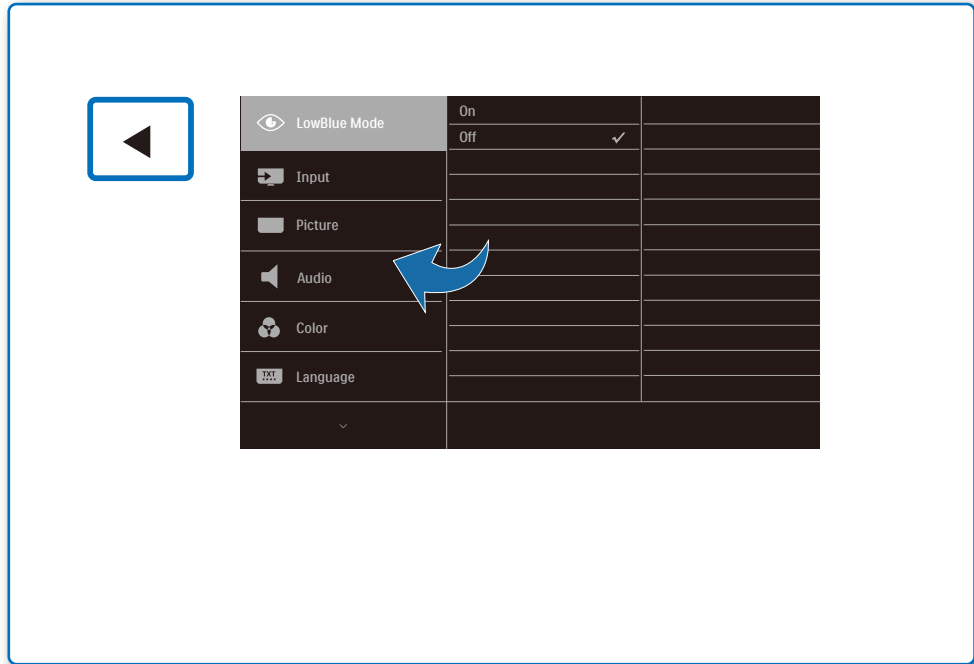 LowBlue Mode
On
Off
Input
Picture
Audio
Color
TXT
Language